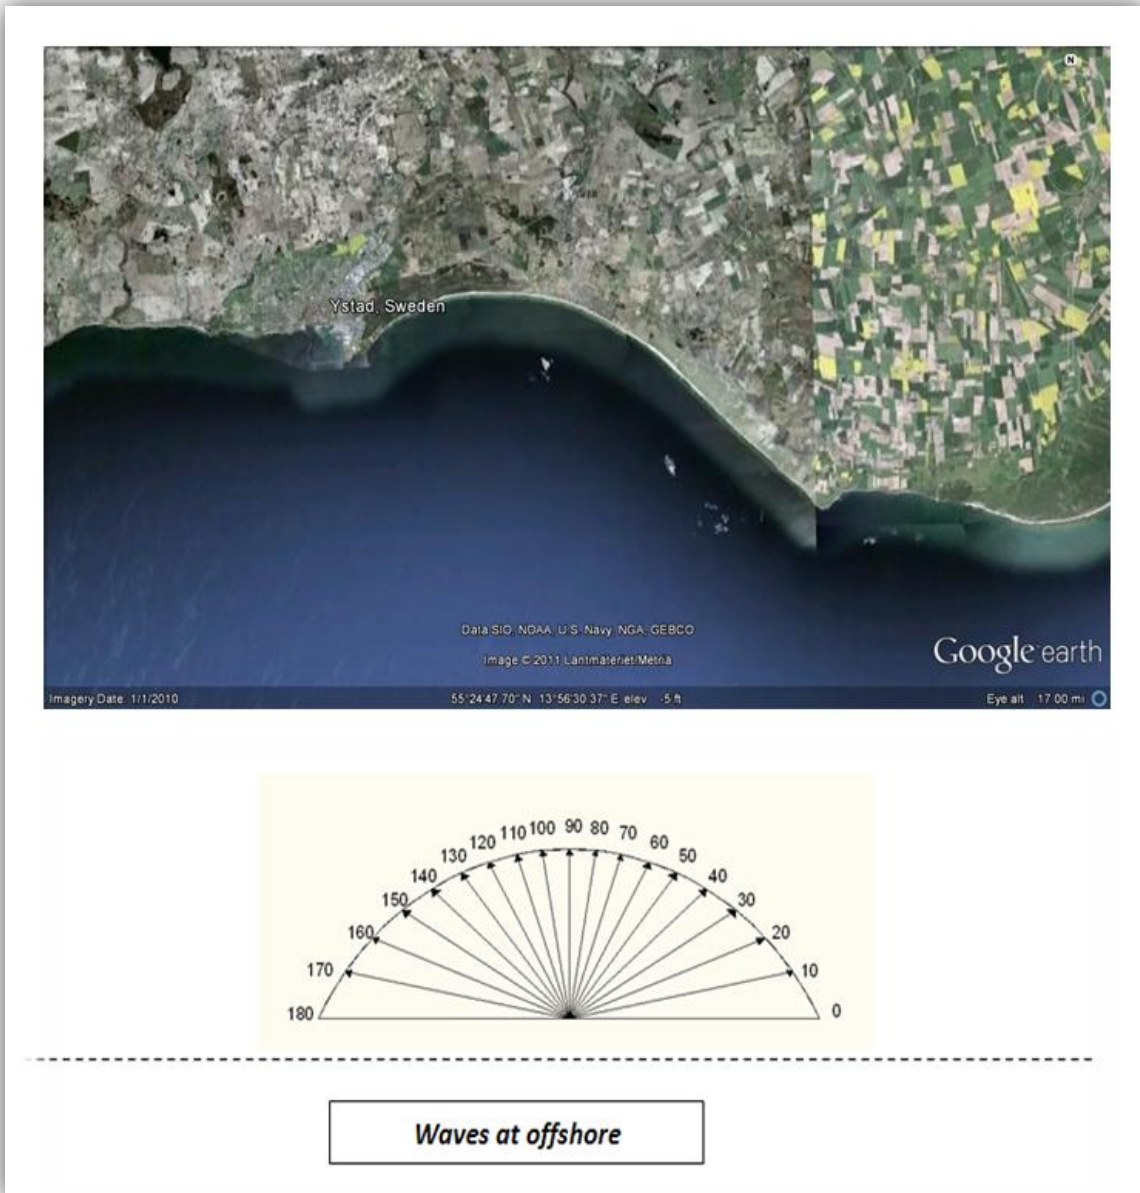 N
Ystad, Sweden
Data SIO, NOAA, U.S. Navy, NGA, GEBCO
Image © 2011 Lantmäteriet/Metria
Google earth
Imagery Date: 1/1/2010
55°24'47.70" N 13°56'30.37" E elev -5 ft
Eye alt 17.00 mi
180 170 160 150 140 130 120 110 100 90 80 70 60 50 40 30 20 10 0
Waves at offshore